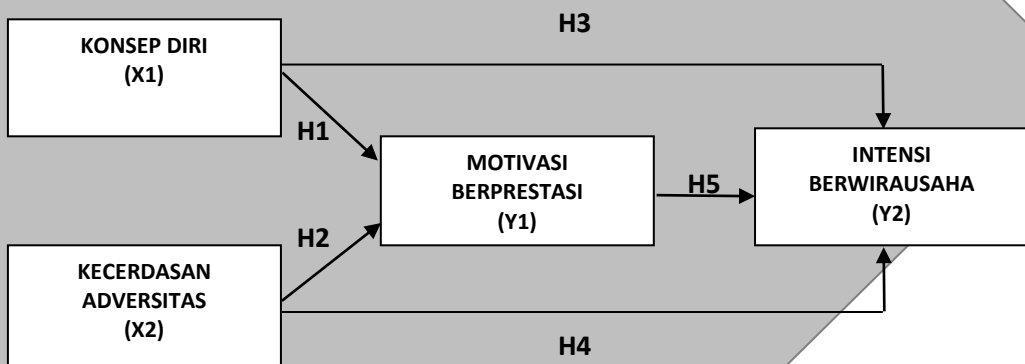 H3
KONSEP DIRI
(X1)
H1
MOTIVASI
BERPRESTASI
(Y1)
H5
INTENSI
BERWIRAUSAHA
(Y2)
H2
KECERDASAN
ADVERSITAS
(X2)
H4